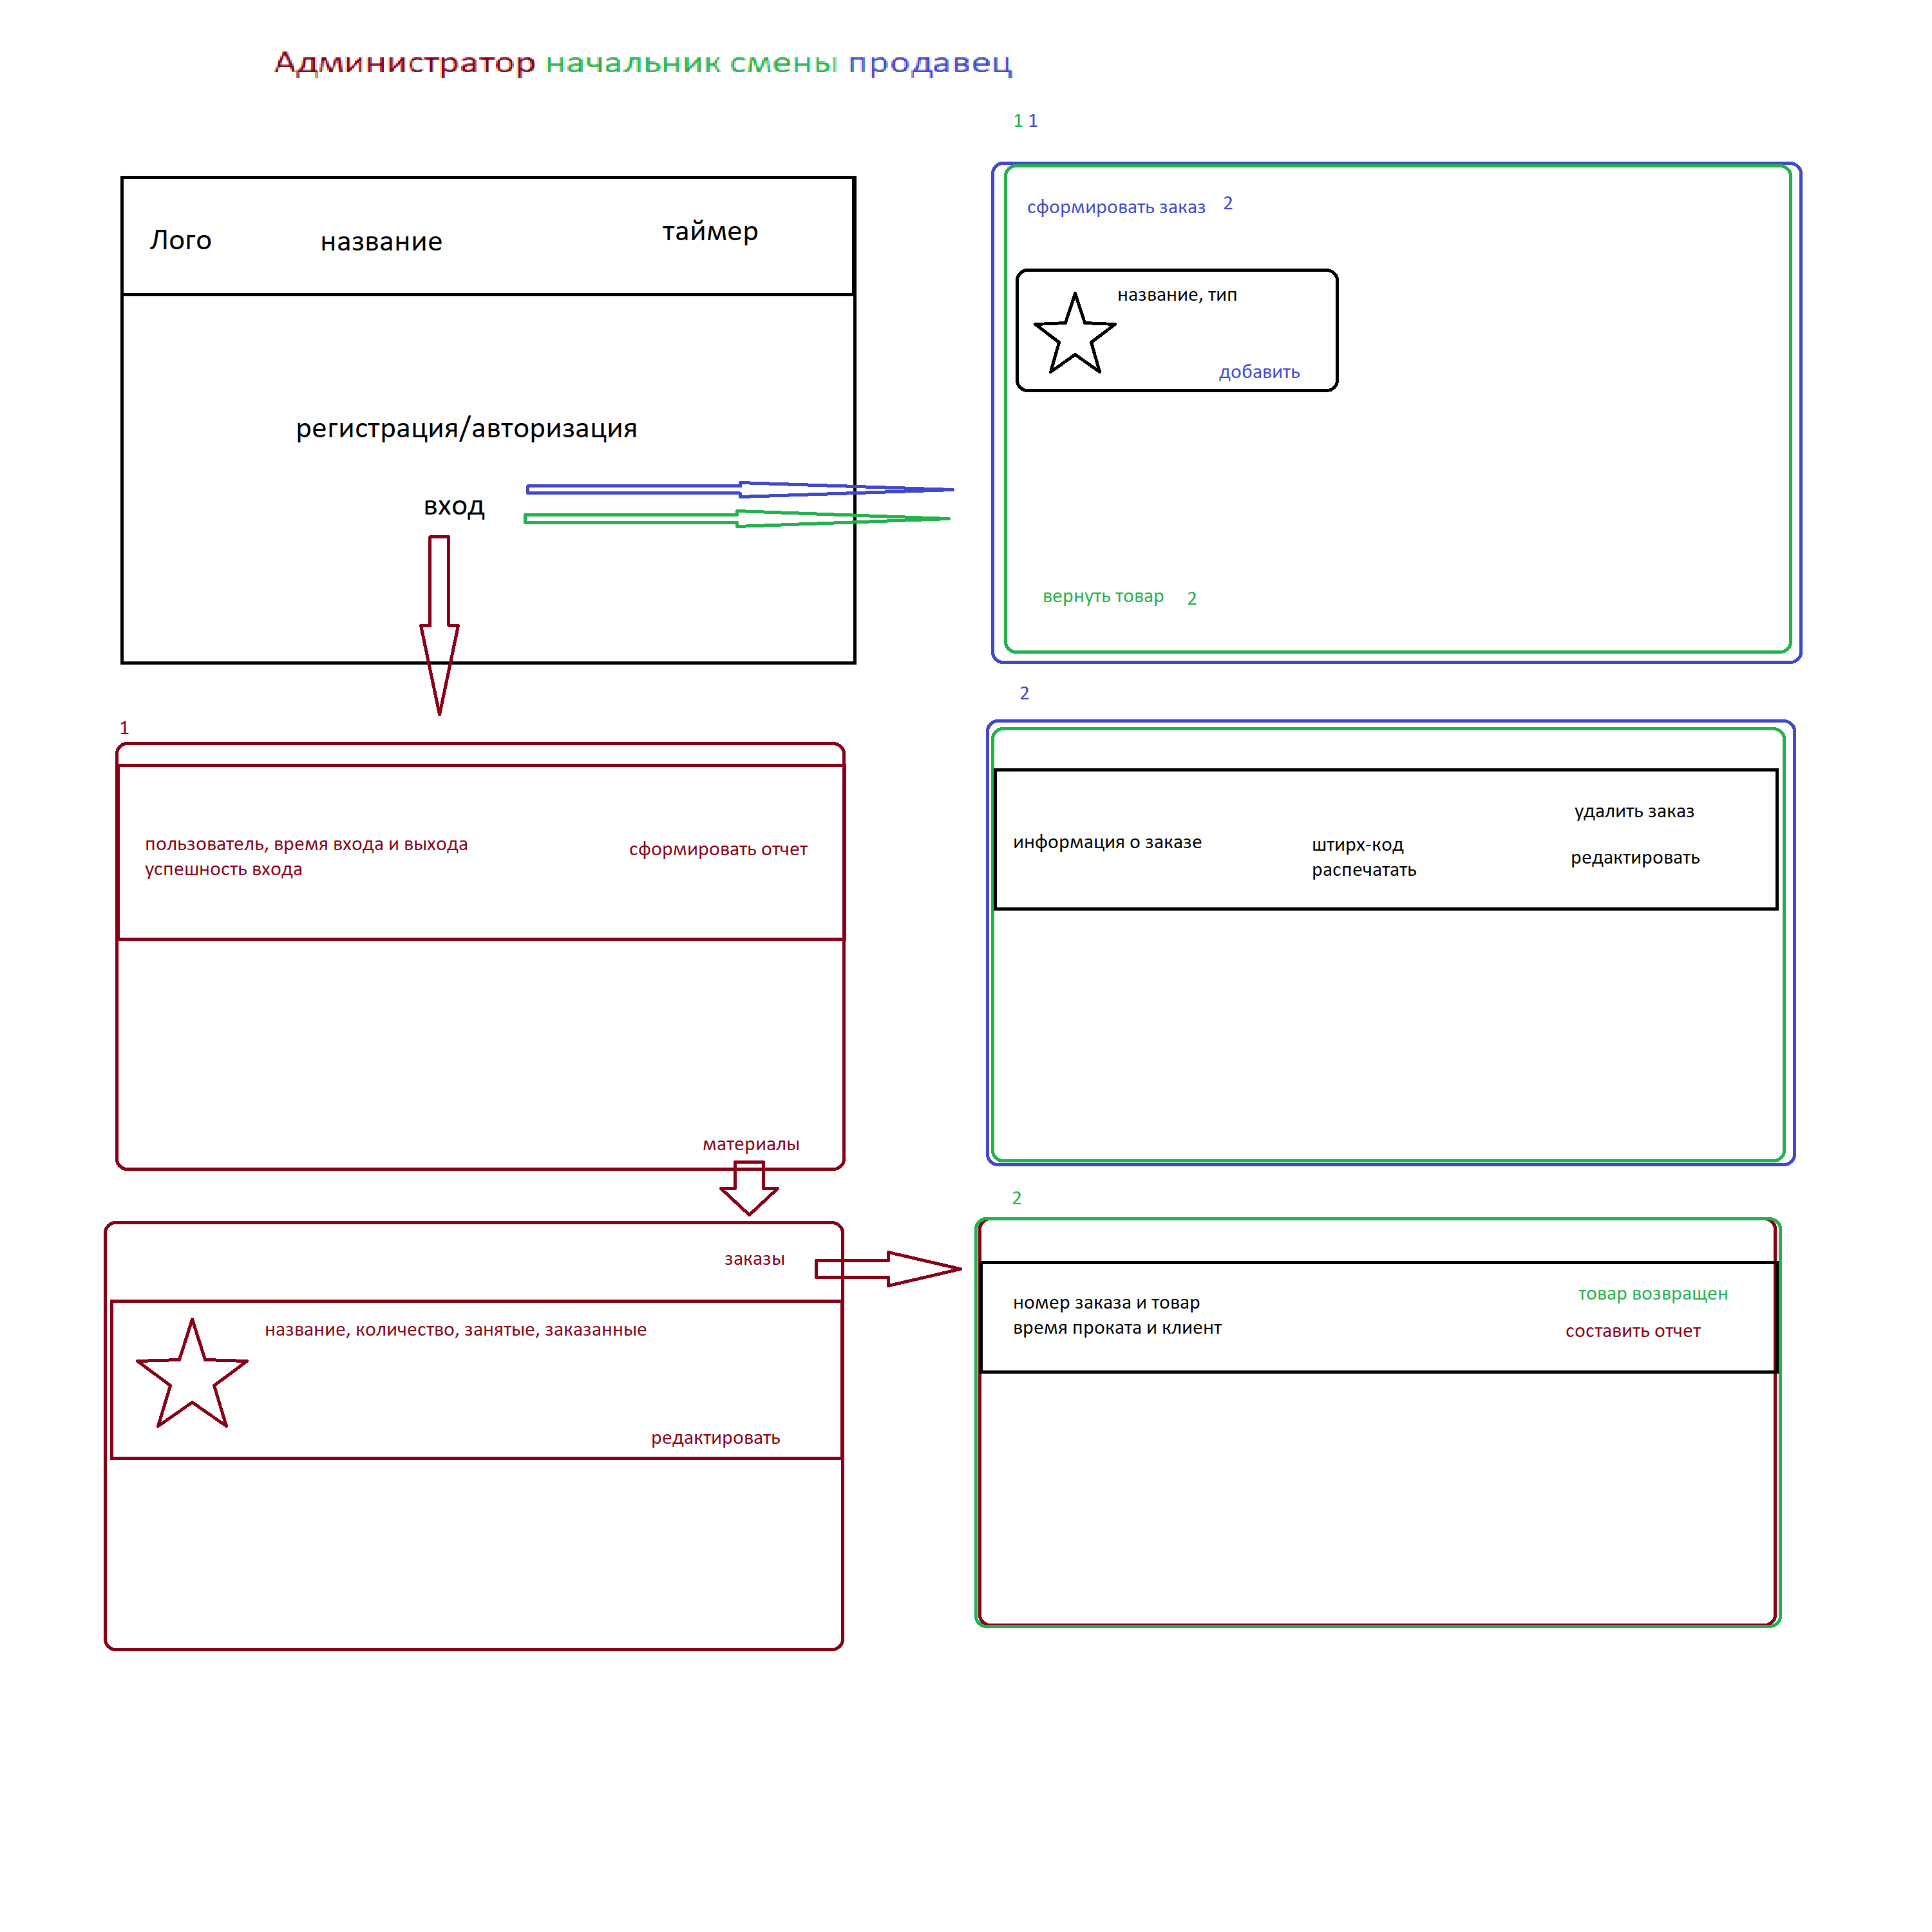 Администратор начальник смены продавец
1 1
Лого название таймер
регистрация/авторизация
вход
сформировать заказ 2
название, тип
добавить
вернуть товар 2
1
пользователь, время входа и выхода
успешность входа
сформировать отчет
материалы
2
информация о заказе
штирх-код
распечатать
удалить заказ
редактировать
заказы
название, количество, занятые, заказанные
редактировать
2
номер заказа и товар
время проката и клиент
товар возвращен
составить отчет